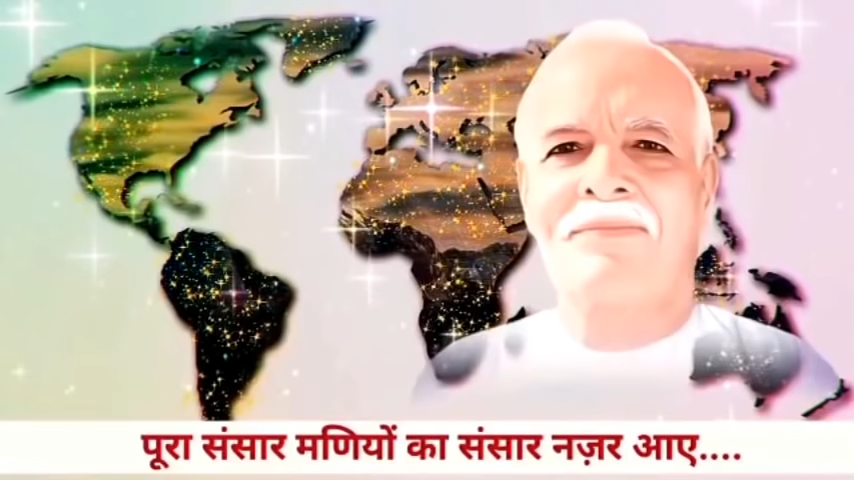 पूरा संसार मणियों का संसार नज़र आए....